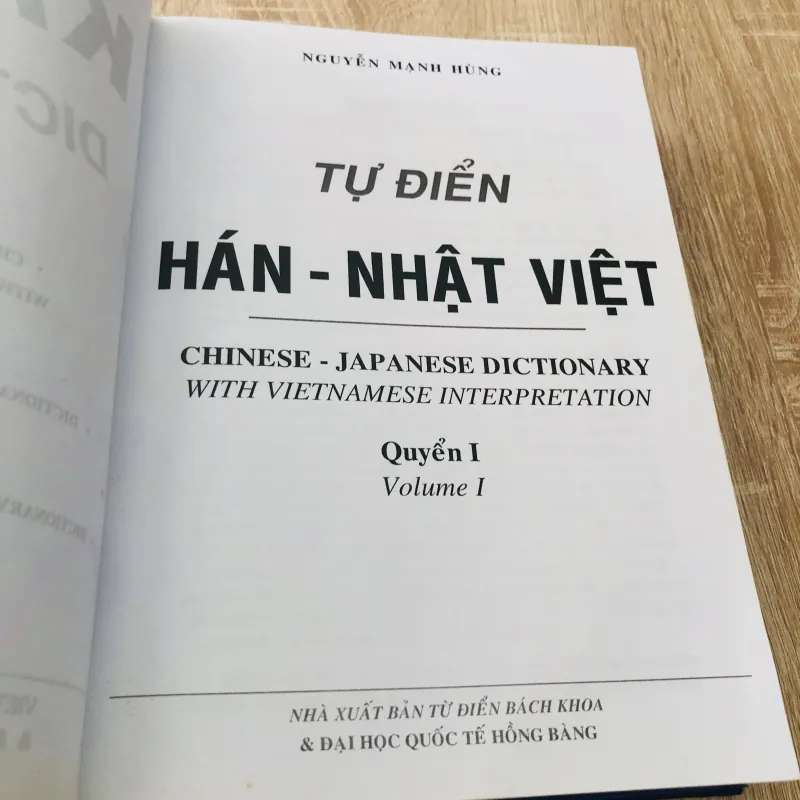 NGUYỄN MẠNH HÙNG
TỰ ĐIỂN
HÁN - NHẬT VIỆT
CHINESE - JAPANESE DICTIONARY
WITH VIETNAMESE INTERPRETATION
Quyển I
Volume I
NHÀ XUẤT BẢN TỪ ĐIỂN BÁCH KHOA
& ĐẠI HỌC QUỐC TẾ HỒNG BÀNG